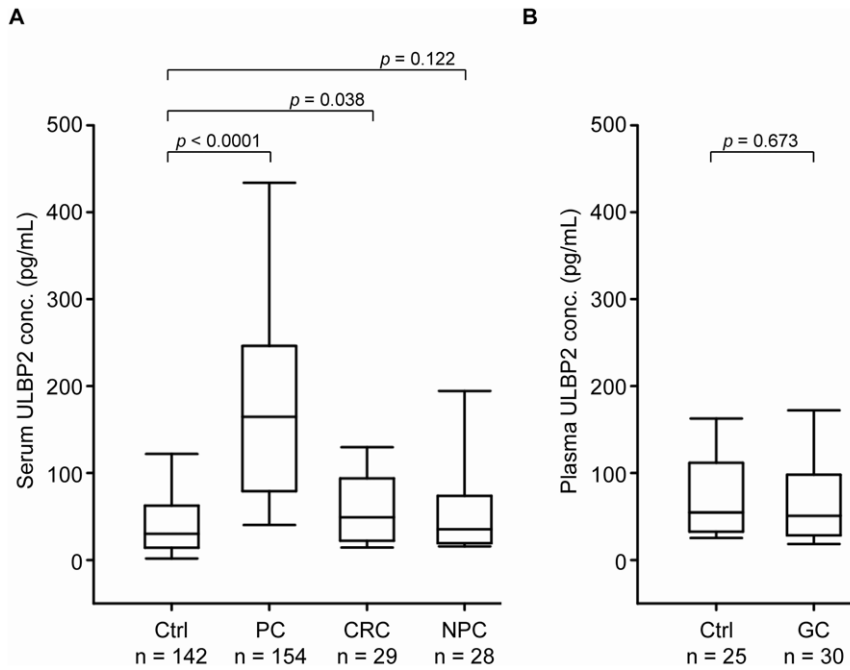 A
p = 0.122
p = 0.038
p < 0.0001
500
400
300
200
100
0
Serum ULBP2 conc. (pg/mL)
Ctrl PC CRC NPC
n = 142 n = 154 n = 29 n = 28
B
p = 0.673
500
400
300
200
100
0
Plasma ULBP2 conc. (pg/mL)
Ctrl GC
n = 25 n = 30